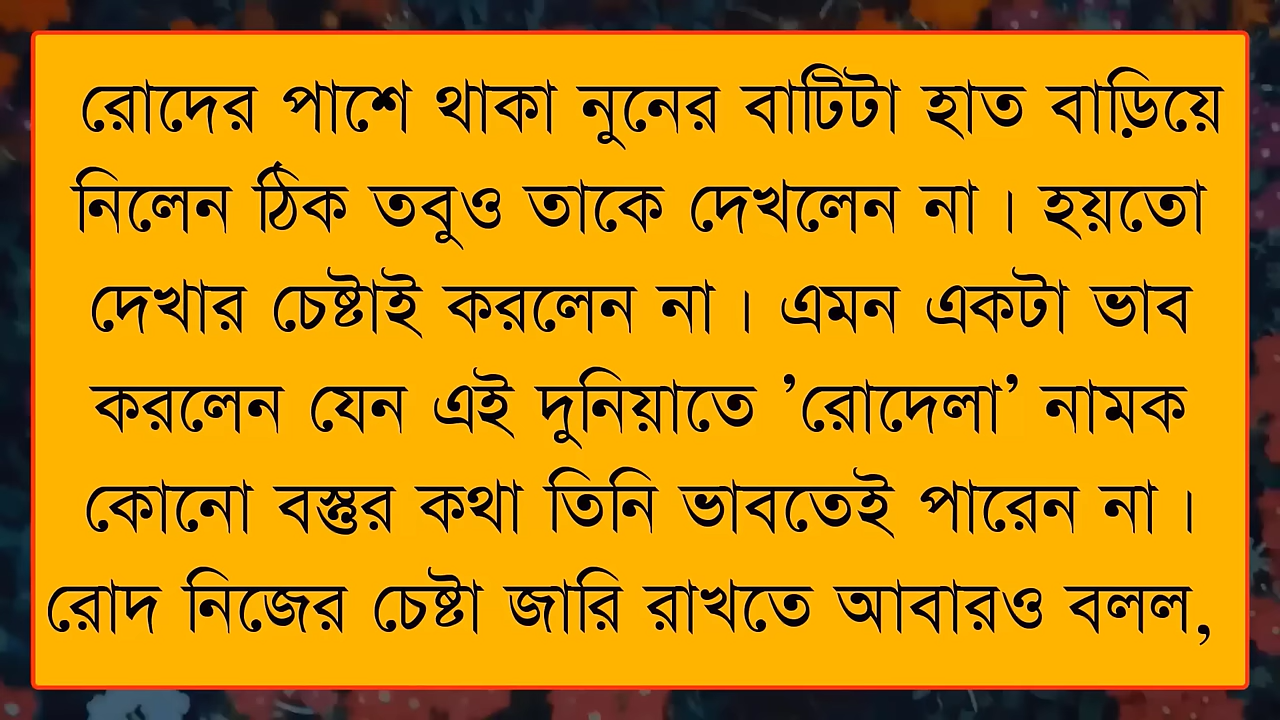 রোদের পাশে থাকা নুনের বাটিটা হাত বাড়িয়ে
নিলেন ঠিক তবুও তাকে দেখলেন না। হয়তো
দেখার চেষ্টাই করলেন না। এমন একটা ভাব
করলেন যেন এই দুনিয়াতে ’রোদেলা’ নামক
কোনো বস্তুর কথা তিনি ভাবতেই পারেন না।
রোদ নিজের চেষ্টা জারি রাখতে আবারও বলল,